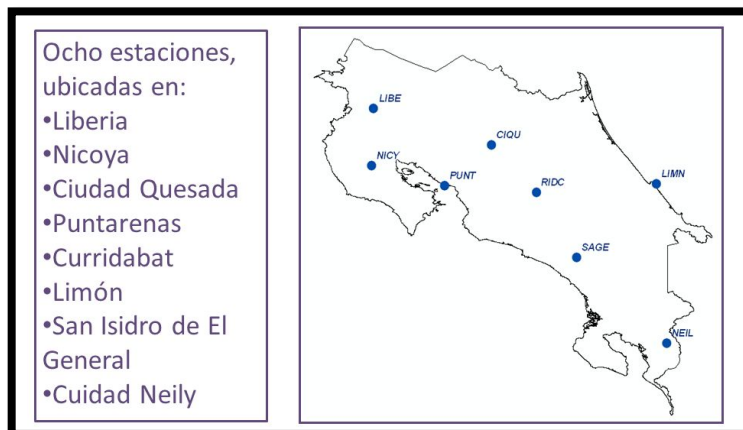 Ocho estaciones,
ubicadas en:
•Liberia
•Nicoya
•Ciudad Quesada
•Puntarenas
•Curridabat
•Limón
•San Isidro de El
General
•Cuidad Neily
LIBE
CIQU
NICY
PUNT
RIDC
LIMN
SAGE
NEIL